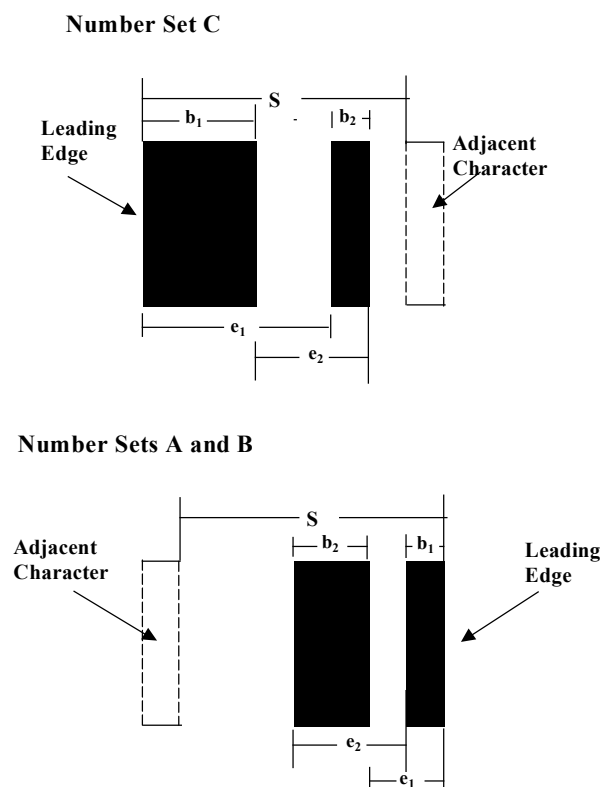 Number Set C
S
b₁
b₂
Leading
Edge
Adjacent
Character
e₁
e₂
Number Sets A and B
S
b₂
b₁
Adjacent
Character
Leading
Edge
e₂
e₁